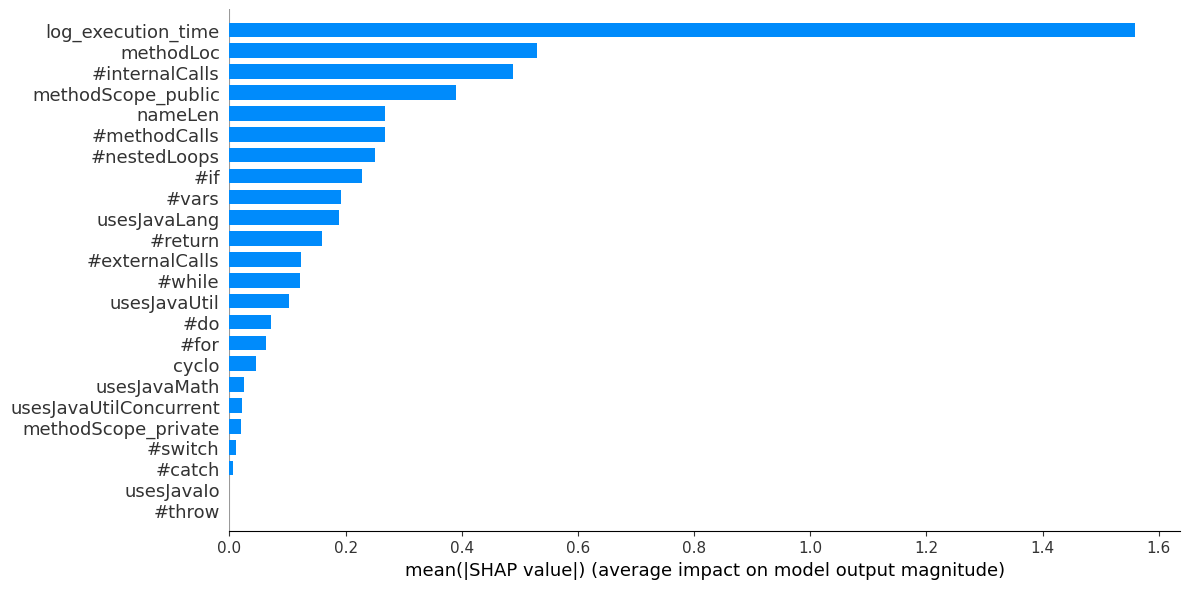 log_execution_time
methodLoc
#internalCalls
methodScope_public
nameLen
#methodCalls
#nestedLoops
#if
#vars
usesJavaLang
#return
#externalCalls
#while
usesJavaUtil
#do
#for
cyclo
usesJavaMath
usesJavaUtilConcurrent
methodScope_private
#switch
#catch
usesJavaIo
#throw
0.0 0.2 0.4 0.6 0.8 1.0 1.2 1.4 1.6
mean(|SHAP value|) (average impact on model output magnitude)